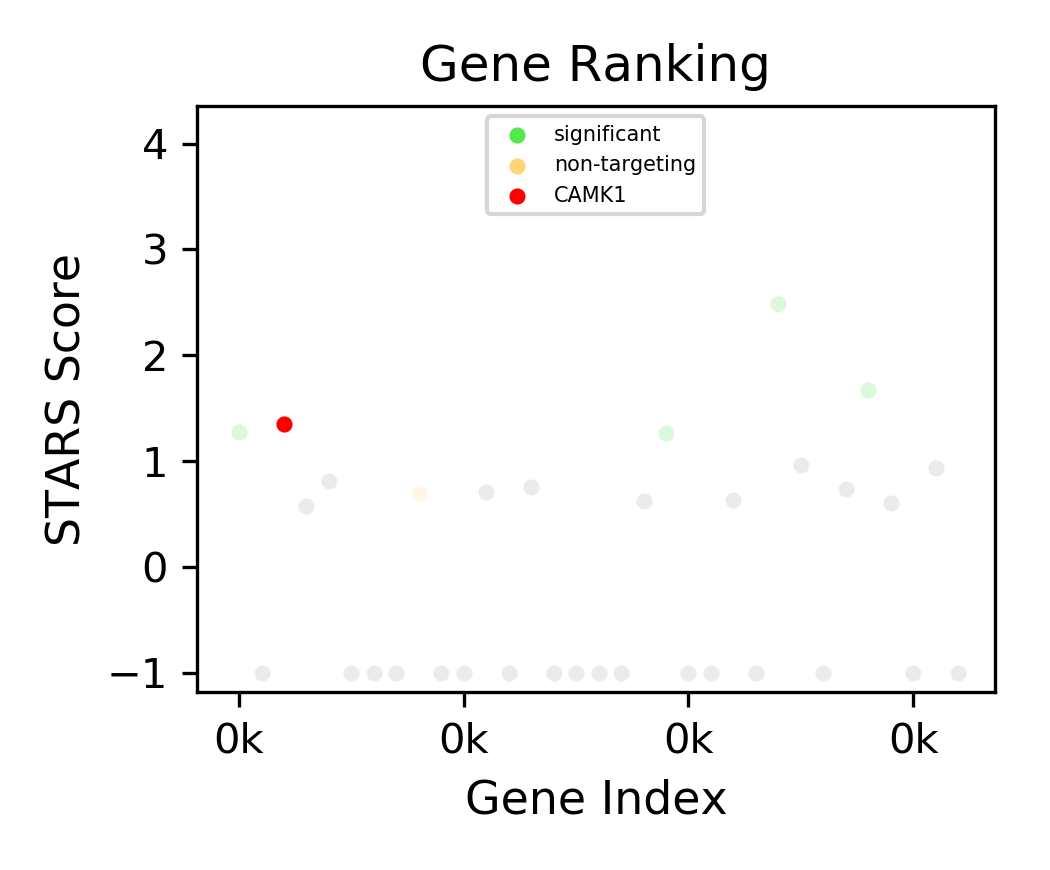 Gene Ranking
significant
non-targeting
CAMK1
4
3
2
1
0
−1
STARS Score
0k 0k 0k 0k
Gene Index